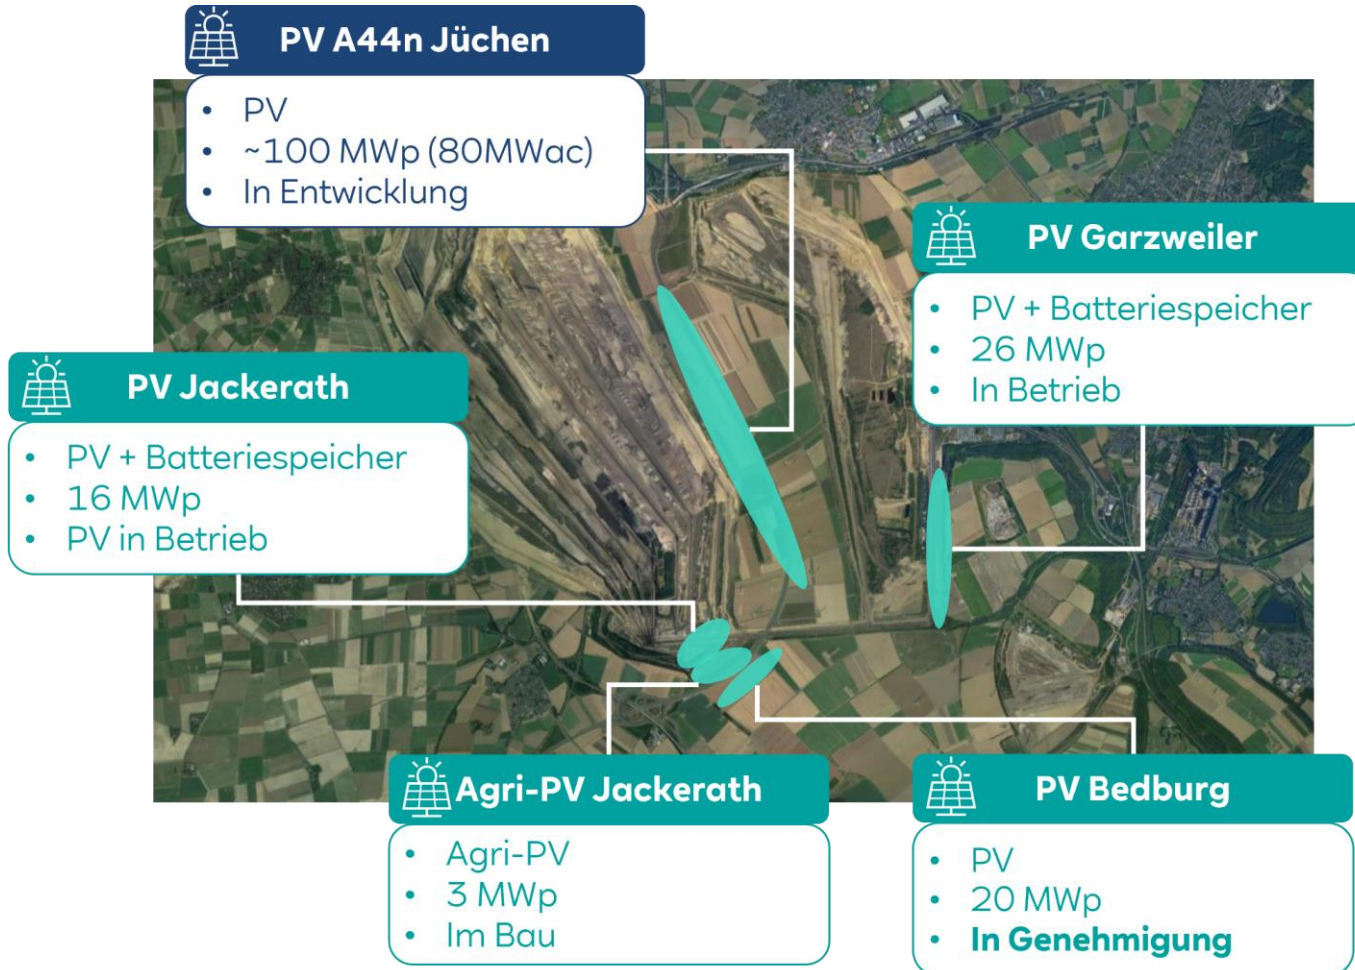 PV A44n Jüchen
• PV
• ~100 MWp (80MWac)
• In Entwicklung
PV Garzweiler
• PV + Batteriespeicher
• 26 MWp
• In Betrieb
PV Jackerath
• PV + Batteriespeicher
• 16 MWp
• PV in Betrieb
Agri-PV Jackerath
• Agri-PV
• 3 MWp
• Im Bau
PV Bedburg
• PV
• 20 MWp
• In Genehmigung